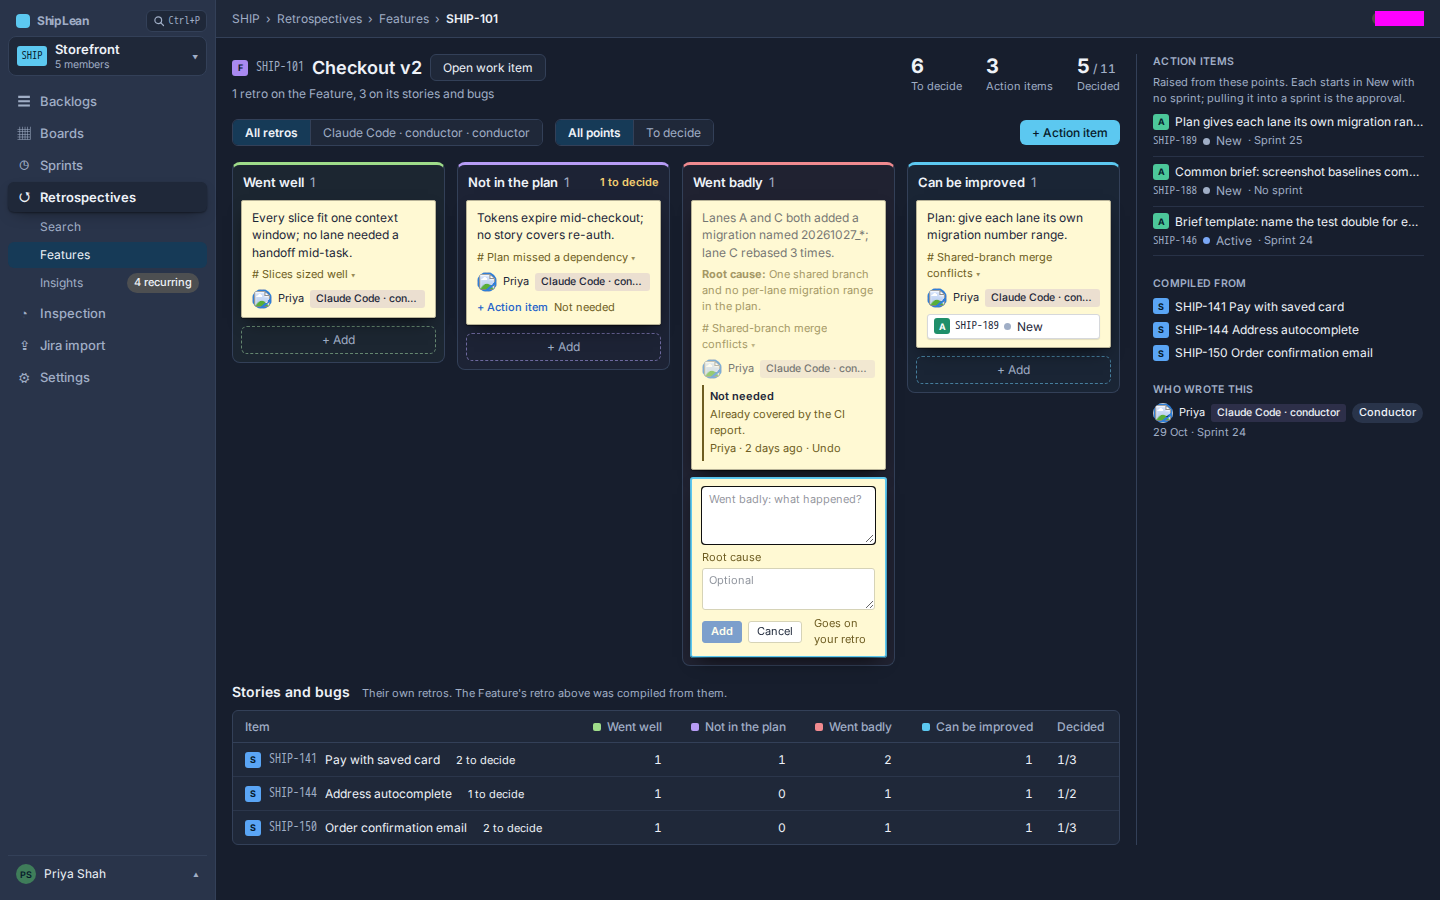 ShipLean
Ctrl+P
SHIP
Storefront
5 members
Backlogs
Boards
Sprints
Retrospectives
Search
Features
Insights
4 recurring
Inspection
Jira import
Settings
PS
Priya Shah
SHIP › Retrospectives › Features › SHIP-101
F SHIP-101 Checkout v2
Open work item
1 retro on the Feature, 3 on its stories and bugs
6
To decide
3
Action items
5 / 11
Decided
All retros
Claude Code · conductor · conductor
All points
To decide
+ Action item
Went well 1
Every slice fit one context
window; no lane needed a
handoff mid-task.
# Slices sized well
Priya
Claude Code · con...
+ Add
Not in the plan 1
1 to decide
Tokens expire mid-checkout;
no story covers re-auth.
# Plan missed a dependency
Priya
Claude Code · con...
+ Action item Not needed
+ Add
Went badly 1
Lanes A and C both added a
migration named 20261027_*;
lane C rebased 3 times.
Root cause: One shared branch
and no per-lane migration range
in the plan.
# Shared-branch merge
conflicts
Priya
Claude Code · con...
Not needed
Already covered by the CI
report.
Priya · 2 days ago · Undo
Went badly: what happened?
Root cause
Optional
Add
Cancel
Goes on
your retro
Can be improved 1
Plan: give each lane its own
migration number range.
# Shared-branch merge
conflicts
Priya
Claude Code · con...
A SHIP-189 New
+ Add
Stories and bugs
Their own retros. The Feature's retro above was compiled from them.
Item Went well Not in the plan Went badly Can be improved Decided
S SHIP-141 Pay with saved card 2 to decide 1 1 2 1 1/3
S SHIP-144 Address autocomplete 1 to decide 1 0 1 1 1/2
S SHIP-150 Order confirmation email 2 to decide 1 0 1 1 1/3
ACTION ITEMS
Raised from these points. Each starts in New with
no sprint; pulling it into a sprint is the approval.
A Plan gives each lane its own migration ran...
SHIP-189 New · Sprint 25
A Common brief: screenshot baselines com...
SHIP-188 New · No sprint
A Brief template: name the test double for e...
SHIP-146 Active · Sprint 24
COMPILED FROM
S SHIP-141 Pay with saved card
S SHIP-144 Address autocomplete
S SHIP-150 Order confirmation email
WHO WROTE THIS
Priya
Claude Code · conductor
Conductor
29 Oct · Sprint 24